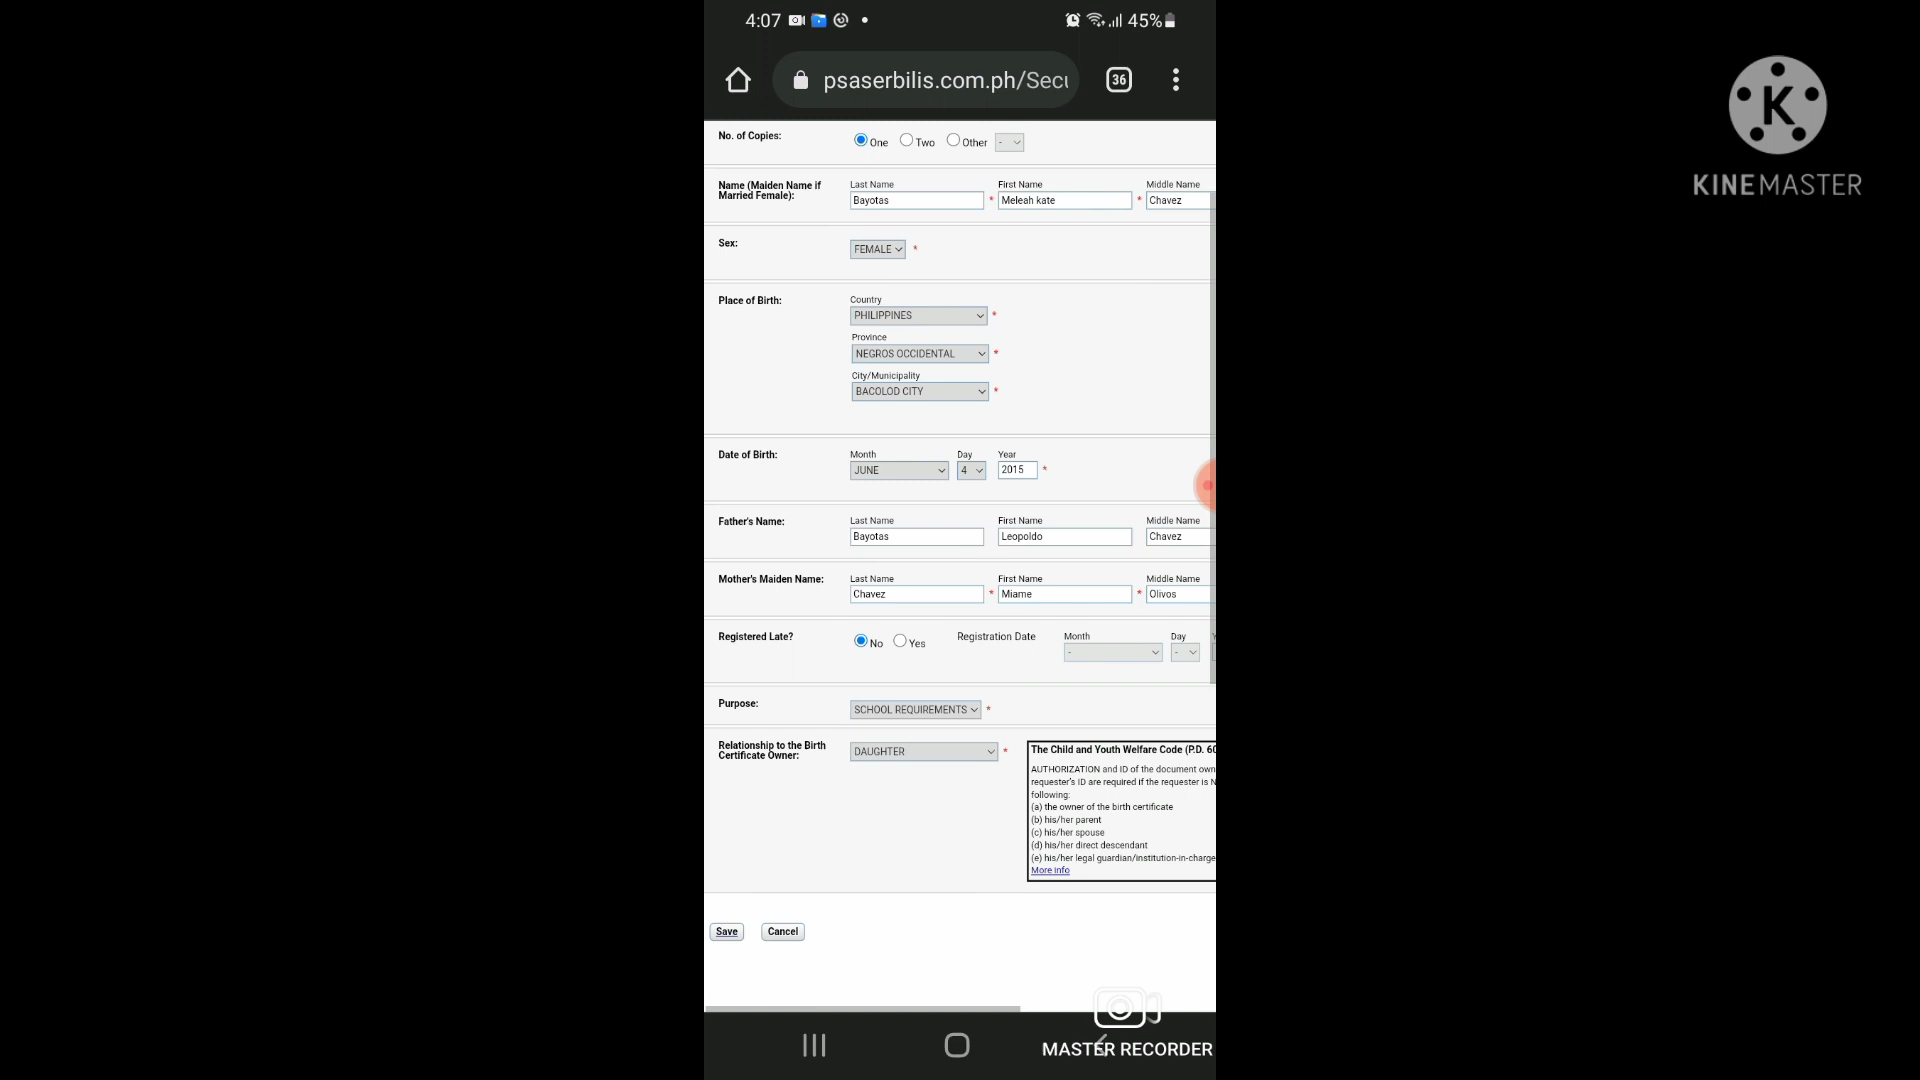 4:07 45%
psaserbilis.com.ph/Secu 36
KINEMASTER
No. of Copies: One Two Other -
Name (Maiden Name if Married Female):
Last Name First Name Middle Name
Bayotas * Meleah kate * Chavez
Sex: FEMALE *
Place of Birth:
Country
PHILIPPINES *
Province
NEGROS OCCIDENTAL *
City/Municipality
BACOLOD CITY *
Date of Birth:
Month Day Year
JUNE 4 2015 *
Father's Name:
Last Name First Name Middle Name
Bayotas Leopoldo Chavez
Mother's Maiden Name:
Last Name First Name Middle Name
Chavez * Miame * Olivos
Registered Late? No Yes Registration Date
Month Day Y
- -
Purpose: SCHOOL REQUIREMENTS *
Relationship to the Birth Certificate Owner:
DAUGHTER *
The Child and Youth Welfare Code (P.D. 60
AUTHORIZATION and ID of the document own
requester's ID are required if the requester is N
following:
(a) the owner of the birth certificate
(b) his/her parent
(c) his/her spouse
(d) his/her direct descendant
(e) his/her legal guardian/institution-in-charge
More info
Save Cancel
MASTER RECORDER